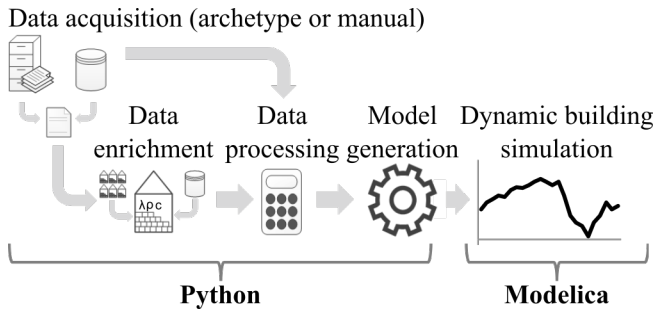 Data acquisition (archetype or manual)
Data enrichment
Data processing
Model generation
Dynamic building simulation
λρc
Python
Modelica